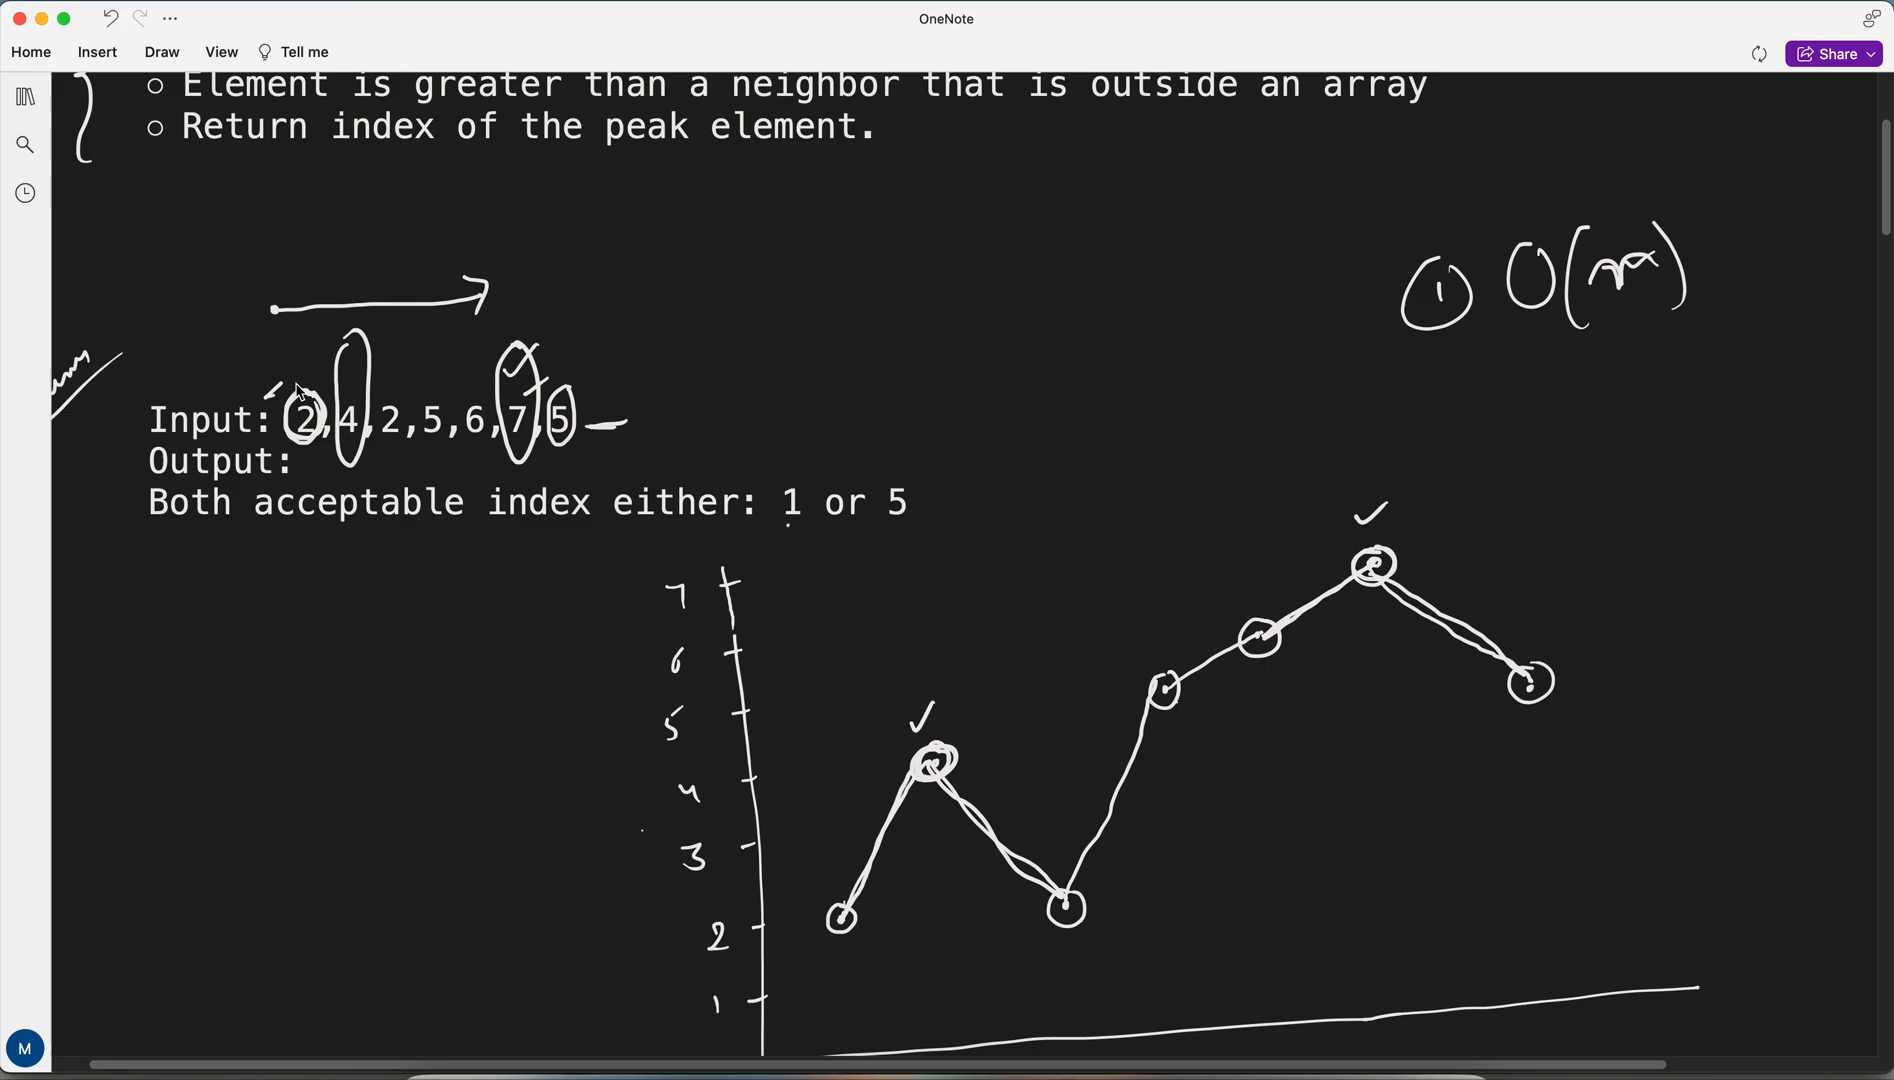 OneNote
Home Insert Draw View Tell me Share
Element is greater than a neighbor that is outside an array
Return index of the peak element.
1 O(n)
Input: 2,4,2,5,6,7,5
Output:
Both acceptable index either: 1 or 5
7
6
5
4
3
2
1
M